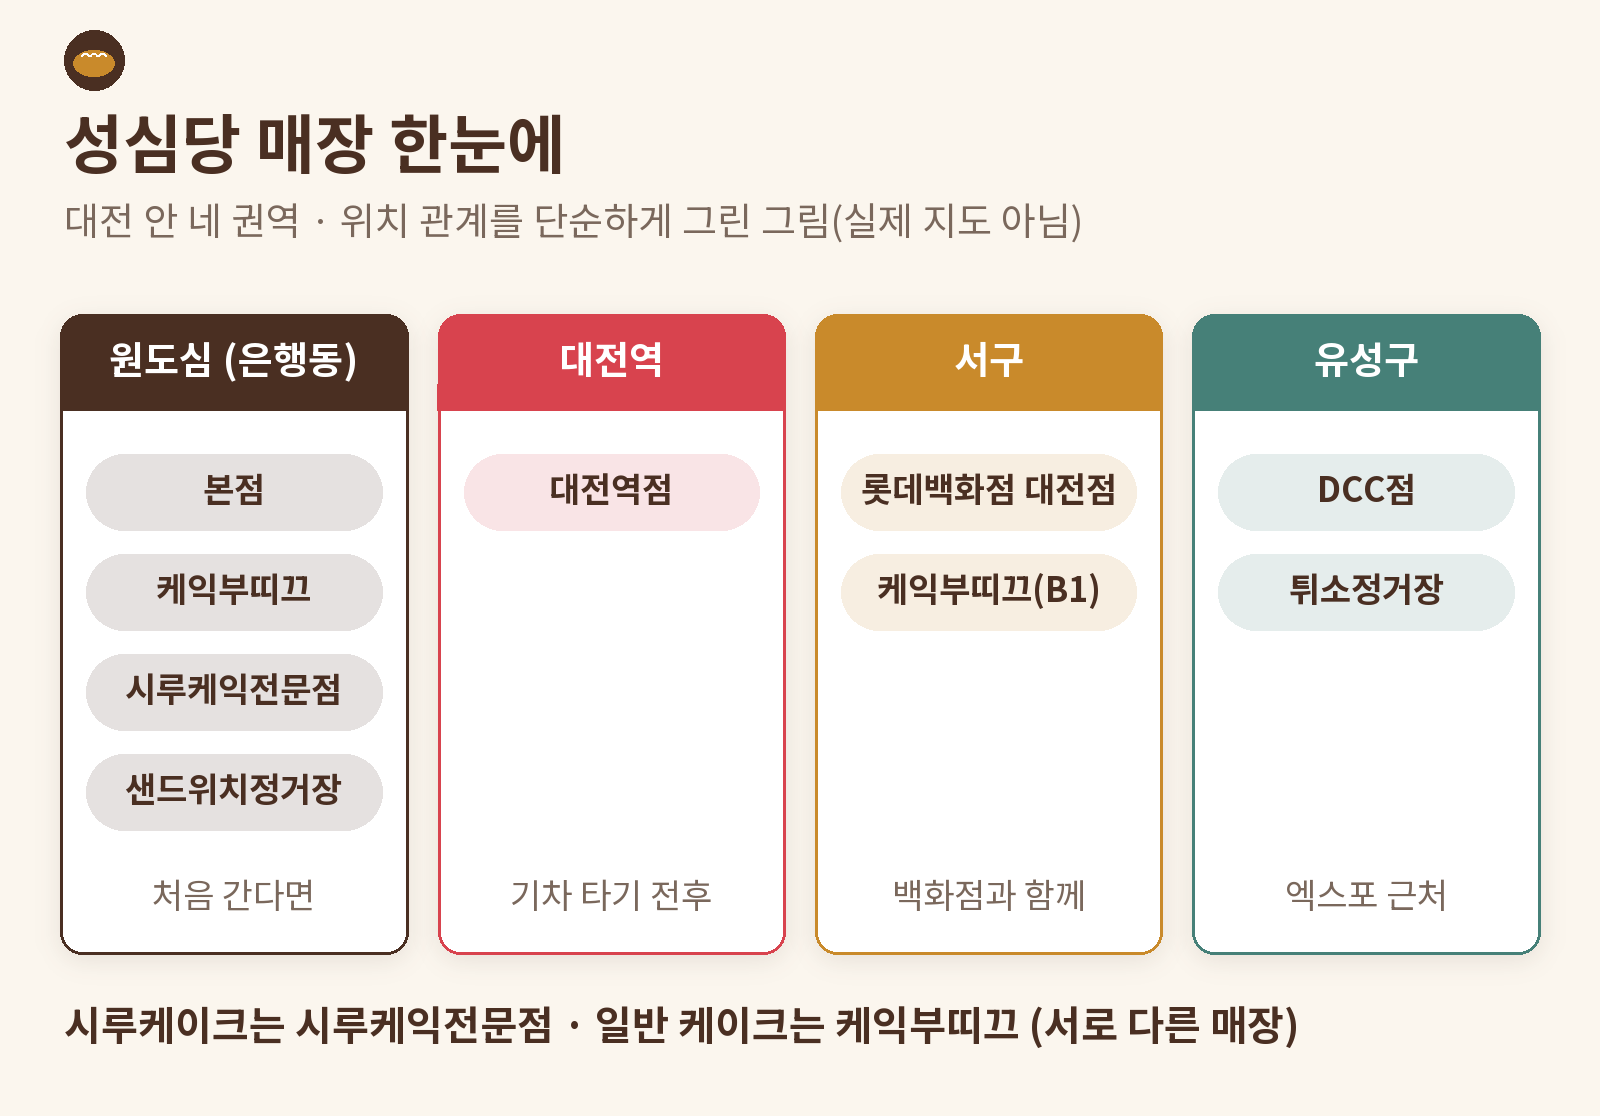 성심당 매장 한눈에
대전 안 네 권역 · 위치 관계를 단순하게 그린 그림(실제 지도 아님)
원도심 (은행동)
본점
케익부띠끄
시루케익전문점
샌드위치정거장
처음 간다면
대전역
대전역점
기차 타기 전후
서구
롯데백화점 대전점
케익부띠끄(B1)
백화점과 함께
유성구
DCC점
튀소정거장
엑스포 근처
시루케이크는 시루케익전문점 · 일반 케이크는 케익부띠끄 (서로 다른 매장)